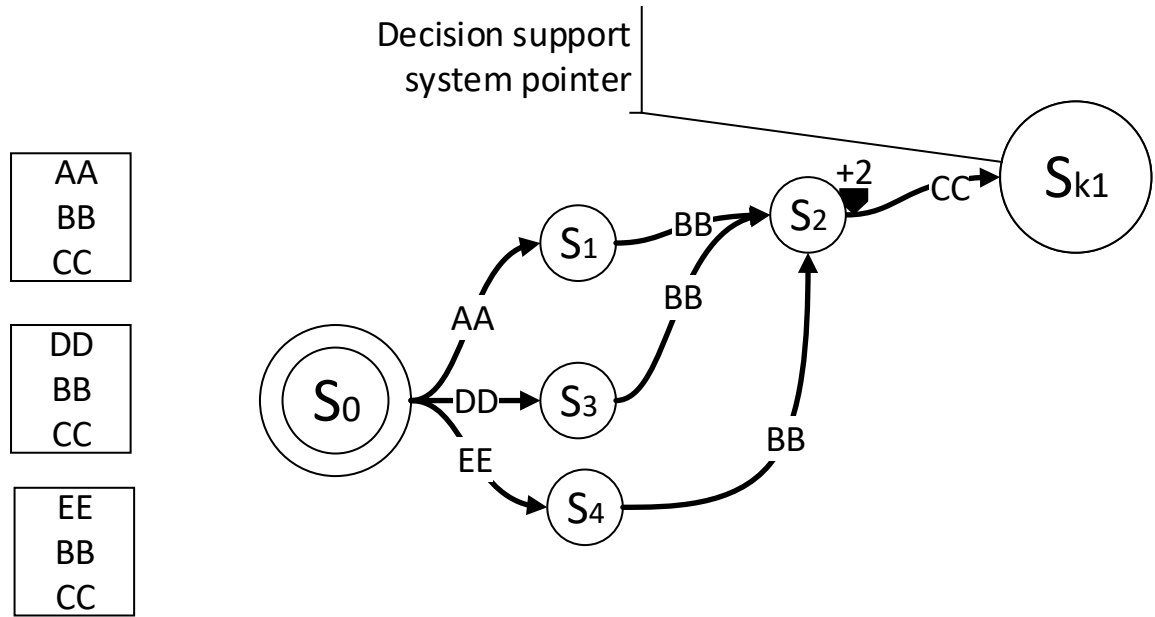 Decision support
system pointer
AA
BB
CC
DD
BB
CC
EE
BB
CC
S0
AA
DD
EE
S1
S3
S4
BB
BB
BB
S2
+2
CC
Sk1